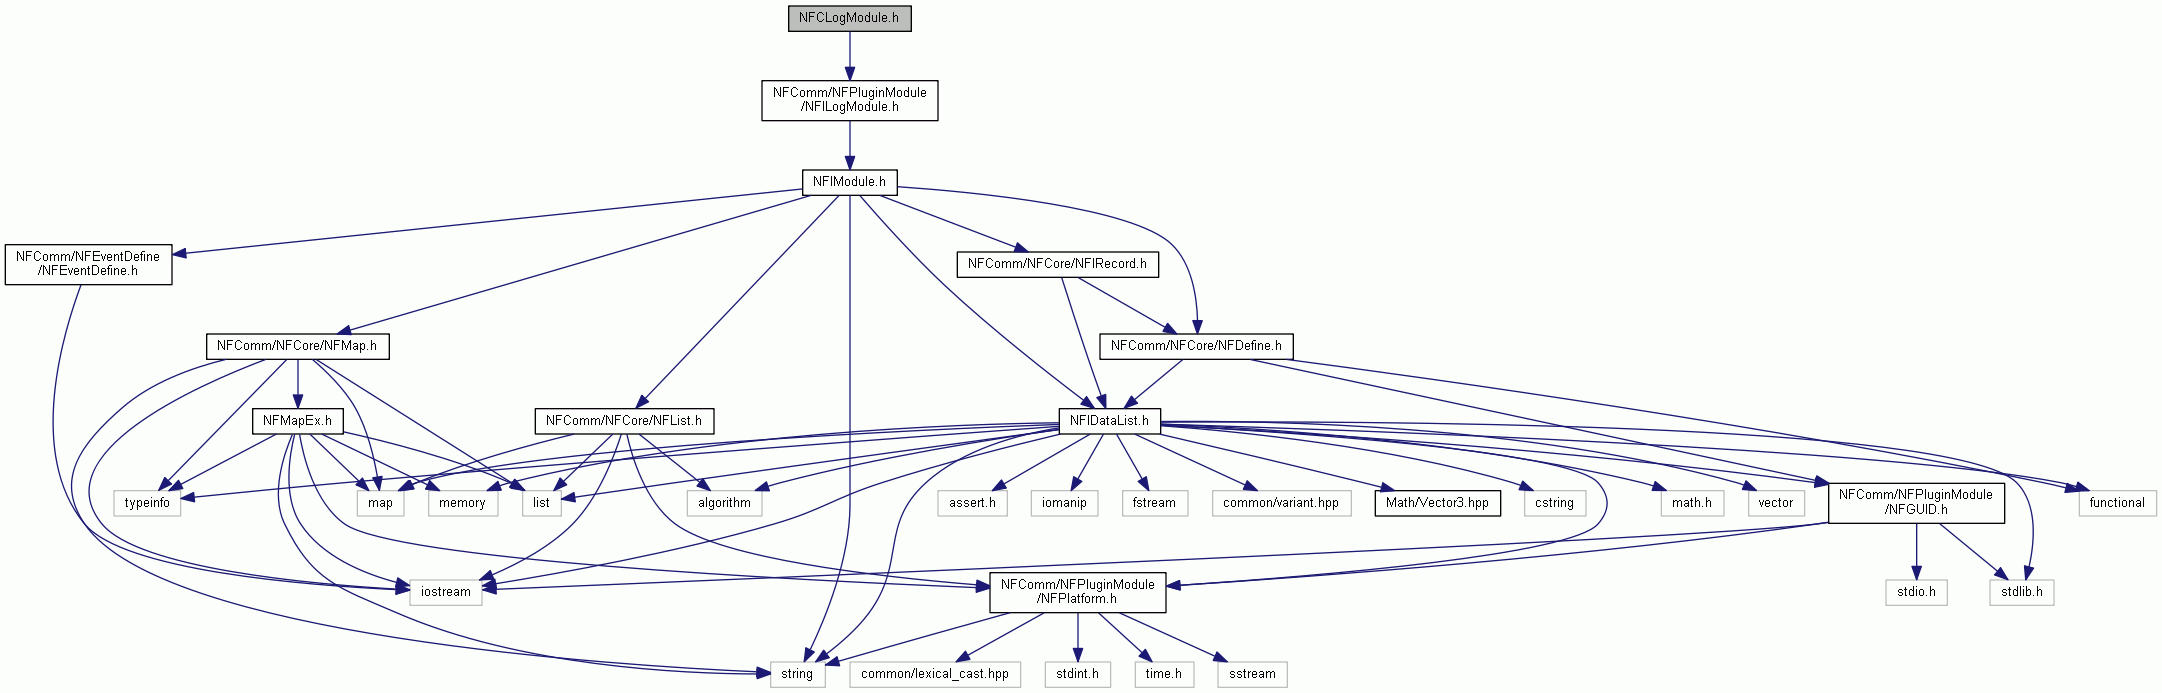 NFCLogModule.h
NFComm/NFPluginModule
/NFILogModule.h
NFIModule.h
NFComm/NFEventDefine
/NFEventDefine.h
NFComm/NFCore/NFIRecord.h
NFComm/NFCore/NFMap.h
NFComm/NFCore/NFDefine.h
NFMapEx.h
NFComm/NFCore/NFList.h
NFIDataList.h
typeinfo
map
memory
list
algorithm
assert.h
iomanip
fstream
common/variant.hpp
Math/Vector3.hpp
cstring
math.h
vector
NFComm/NFPluginModule
/NFGUID.h
functional
iostream
NFComm/NFPluginModule
/NFPlatform.h
stdio.h
stdlib.h
string
common/lexical_cast.hpp
stdint.h
time.h
sstream